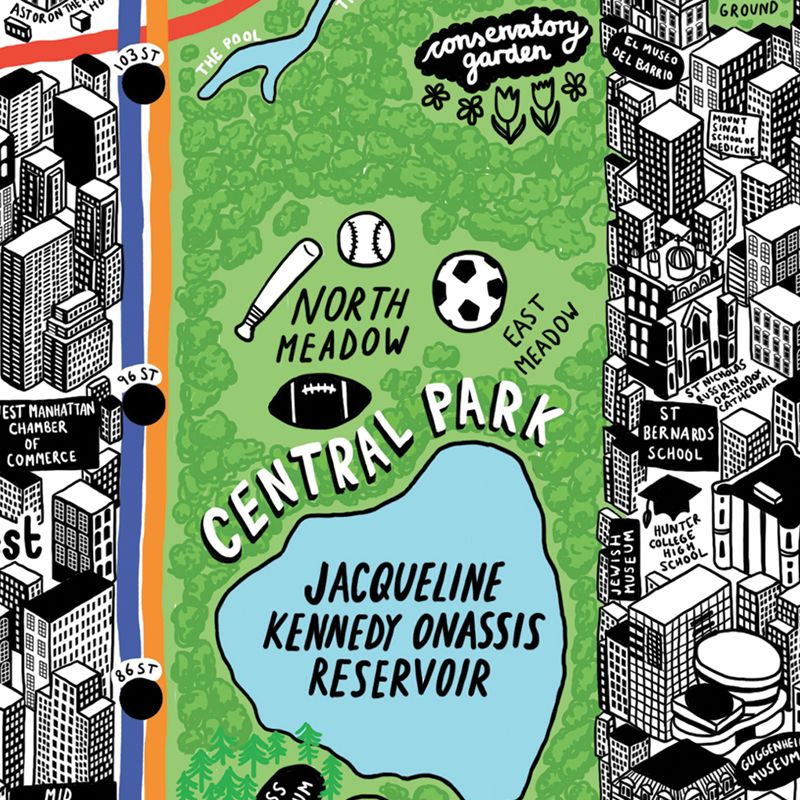 ASTOR ON THE
GROUND
103 ST
THE POOL
conservatory
garden
EL MUSEO
DEL BARRIO
MOUNT
SINAI
SCHOOL OF
MEDICINE
NORTH
MEADOW
EAST
MEADOW
96 ST
WEST MANHATTAN
CHAMBER
OF
COMMERCE
CENTRAL PARK
ST NICHOLAS
RUSSIAN
ORTHODOX
CATHEDRAL
ST
BERNARDS
SCHOOL
HUNTER
COLLEGE
HIGH
SCHOOL
JEWISH
MUSEUM
JACQUELINE
KENNEDY ONASSIS
RESERVOIR
86 ST
GUGGENHEIM
MUSEUM
MID